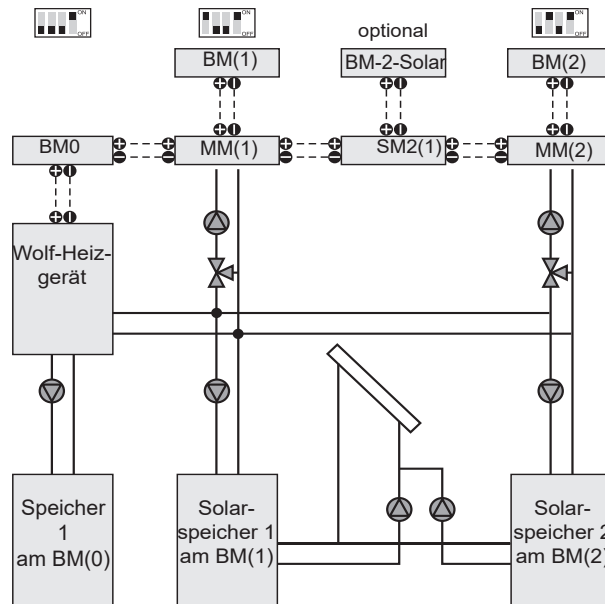 ON
OFF
ON
OFF
ON
OFF
optional
BM(1)
BM-2-Solar
BM(2)
BM0
MM(1)
SM2(1)
MM(2)
Wolf-Heiz-
gerät
Speicher
1
am BM(0)
Solar-
speicher 1
am BM(1)
Solar-
speicher 2
am BM(2)